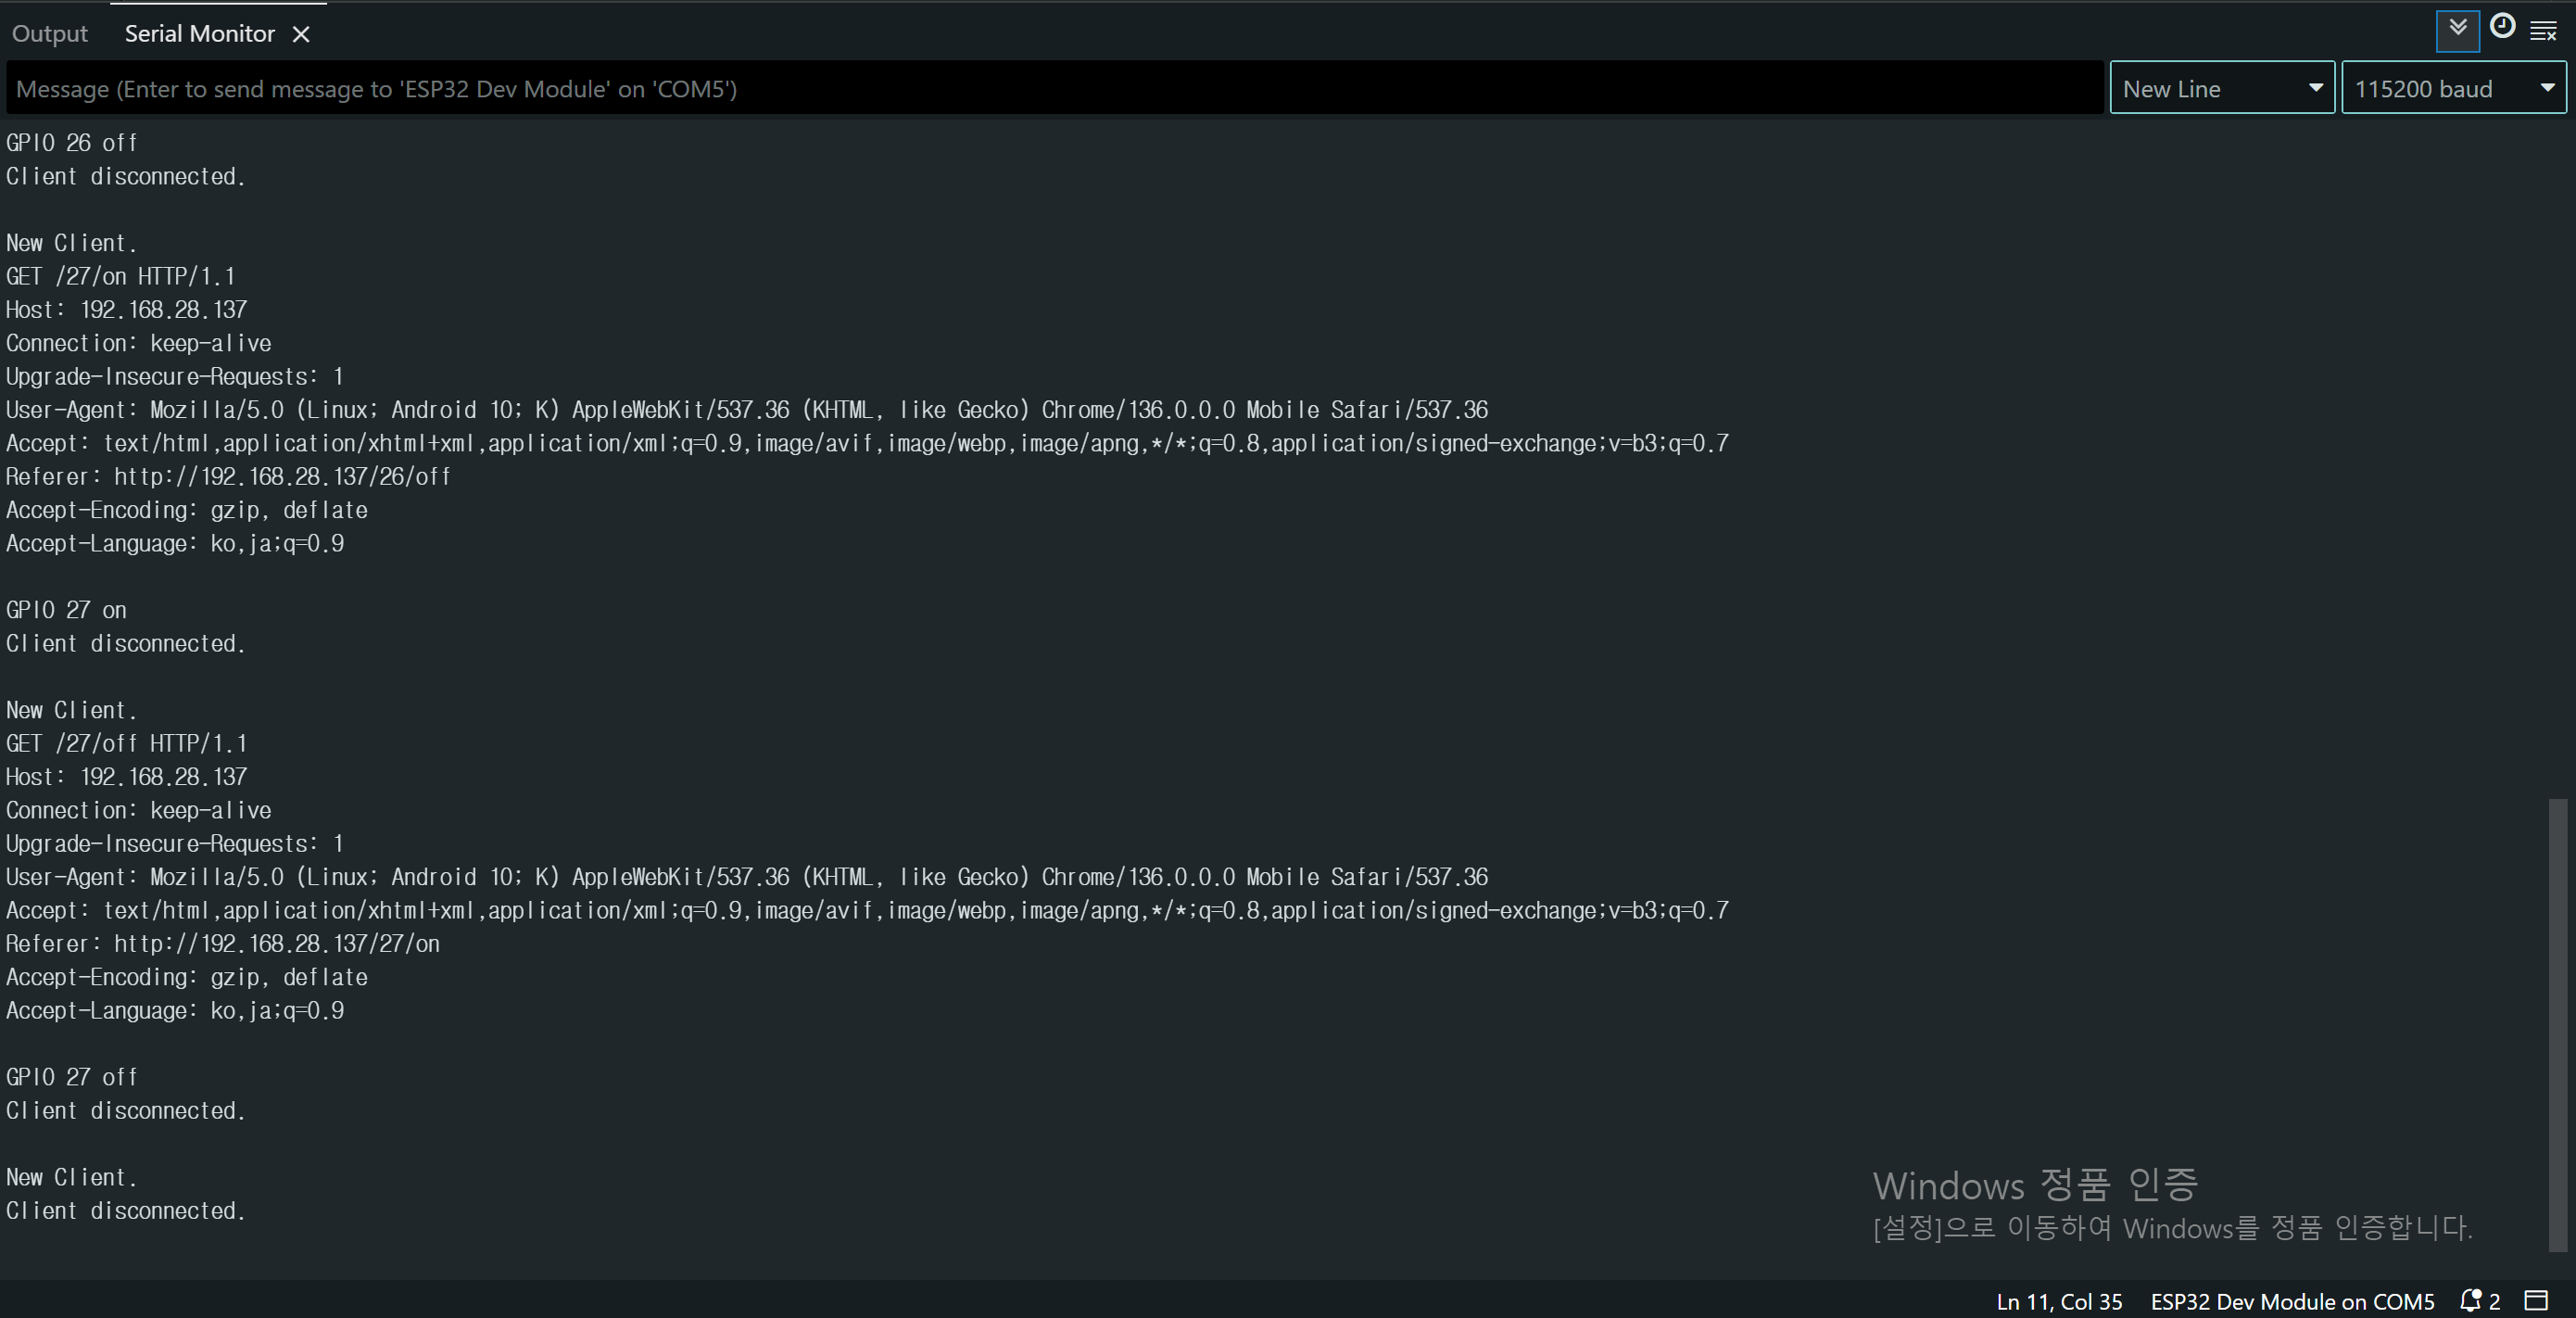 Output Serial Monitor
Message (Enter to send message to 'ESP32 Dev Module' on 'COM5') New Line 115200 baud
GPIO 26 off
Client disconnected.
New Client.
GET /27/on HTTP/1.1
Host: 192.168.28.137
Connection: keep-alive
Upgrade-Insecure-Requests: 1
User-Agent: Mozilla/5.0 (Linux; Android 10; K) AppleWebKit/537.36 (KHTML, like Gecko) Chrome/136.0.0.0 Mobile Safari/537.36
Accept: text/html,application/xhtml+xml,application/xml;q=0.9,image/avif,image/webp,image/apng,*/*;q=0.8,application/signed-exchange;v=b3;q=0.7
Referer: http://192.168.28.137/26/off
Accept-Encoding: gzip, deflate
Accept-Language: ko,ja;q=0.9
GPIO 27 on
Client disconnected.
New Client.
GET /27/off HTTP/1.1
Host: 192.168.28.137
Connection: keep-alive
Upgrade-Insecure-Requests: 1
User-Agent: Mozilla/5.0 (Linux; Android 10; K) AppleWebKit/537.36 (KHTML, like Gecko) Chrome/136.0.0.0 Mobile Safari/537.36
Accept: text/html,application/xhtml+xml,application/xml;q=0.9,image/avif,image/webp,image/apng,*/*;q=0.8,application/signed-exchange;v=b3;q=0.7
Referer: http://192.168.28.137/27/on
Accept-Encoding: gzip, deflate
Accept-Language: ko,ja;q=0.9
GPIO 27 off
Client disconnected.
New Client.
Client disconnected.
Windows 정품 인증
[설정]으로 이동하여 Windows를 정품 인증합니다.
Ln 11, Col 35 ESP32 Dev Module on COM5 2